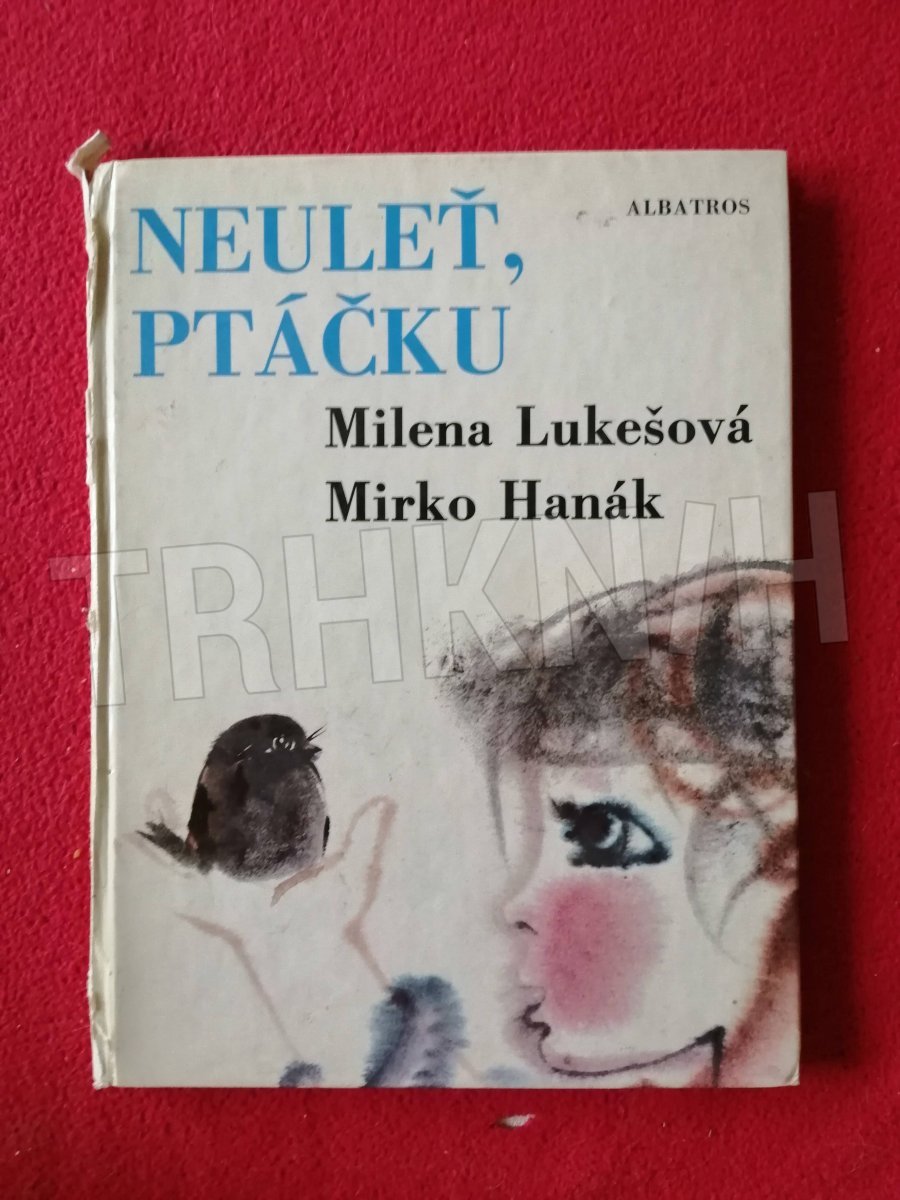 NEULEŤ,
PTÁČKU
ALBATROS
Milena Lukešová
Mirko Hanák
TRHKNIH